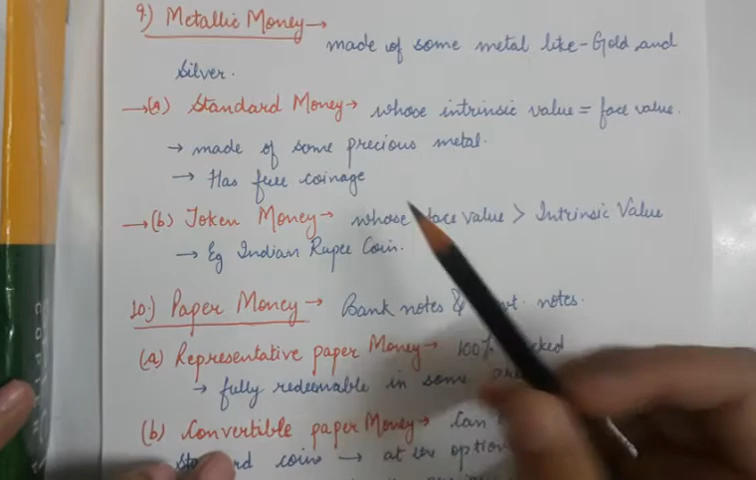 9) Metallic Money → made of some metal like - Gold and
Silver.
→ (a) Standard Money → whose intrinsic value = face value.
→ made of some precious metal.
→ Has free coinage
→ (b) Token Money → whose face value > Intrinsic Value
→ Eg Indian Rupee Coin.
10.) Paper Money → Bank notes & notes.
(a) Representative paper Money → 100%
→ fully redeemable in some
(b) Convertible paper Money → Can
coins → at the option